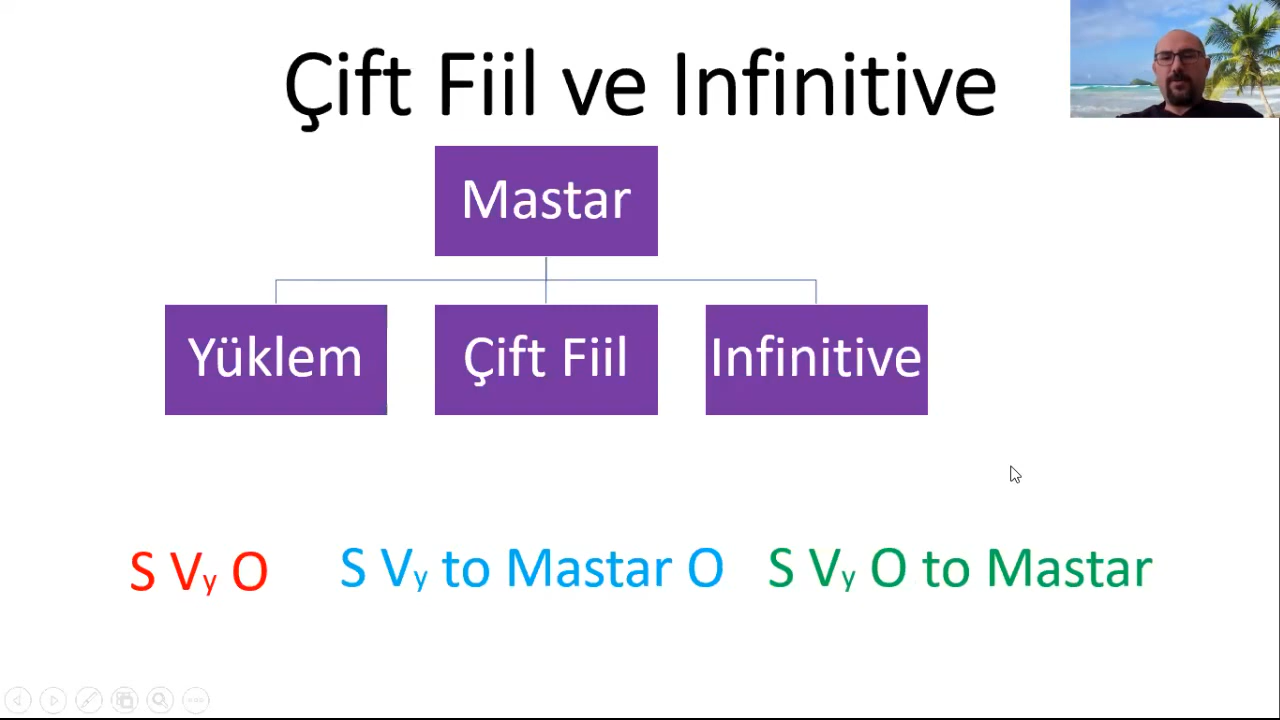 Çift Fiil ve Infinitive
Mastar
Yüklem
Çift Fiil
Infinitive
S Vy O
S Vy to Mastar O
S Vy O to Mastar